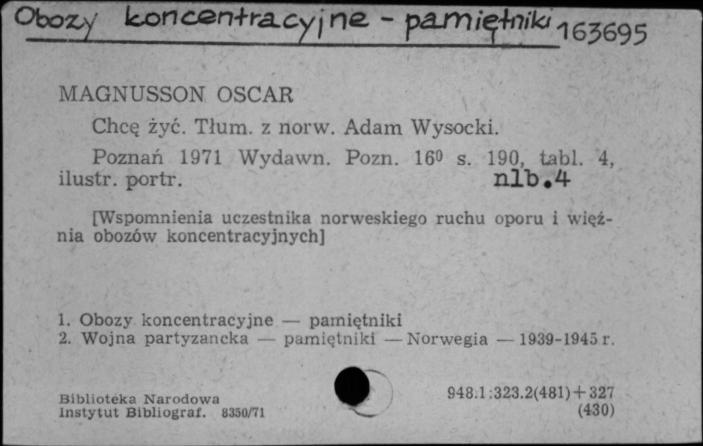 Obozy koncentracyjne - pamiętniki 163695
MAGNUSSON OSCAR
Chcę żyć. Tłum. z norw. Adam Wysocki.
Poznań 1971 Wydawn. Pozn. 16⁰ s. 190, tabl. 4,
ilustr. portr. nlb.4
[Wspomnienia uczestnika norweskiego ruchu oporu i więź-
nia obozów koncentracyjnych]
1. Obozy koncentracyjne — pamiętniki
2. Wojna partyzancka — pamiętniki — Norwegia — 1939-1945 r.
Biblioteka Narodowa 948.1:323.2(481)+327
Instytut Bibliograf. 8350/71 (430)